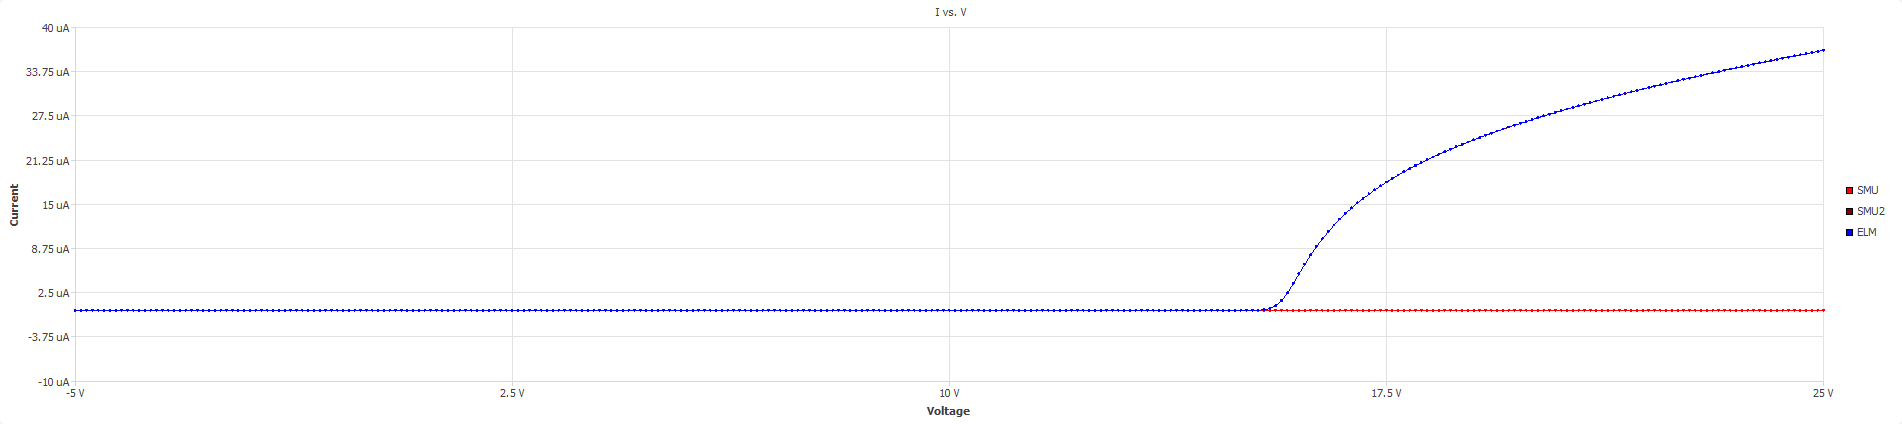 I vs. V
40 uA
33.75 uA
27.5 uA
21.25 uA
15 uA
8.75 uA
2.5 uA
-3.75 uA
-10 uA
Current
-5 V
2.5 V
10 V
17.5 V
25 V
Voltage
SMU
SMU2
ELM